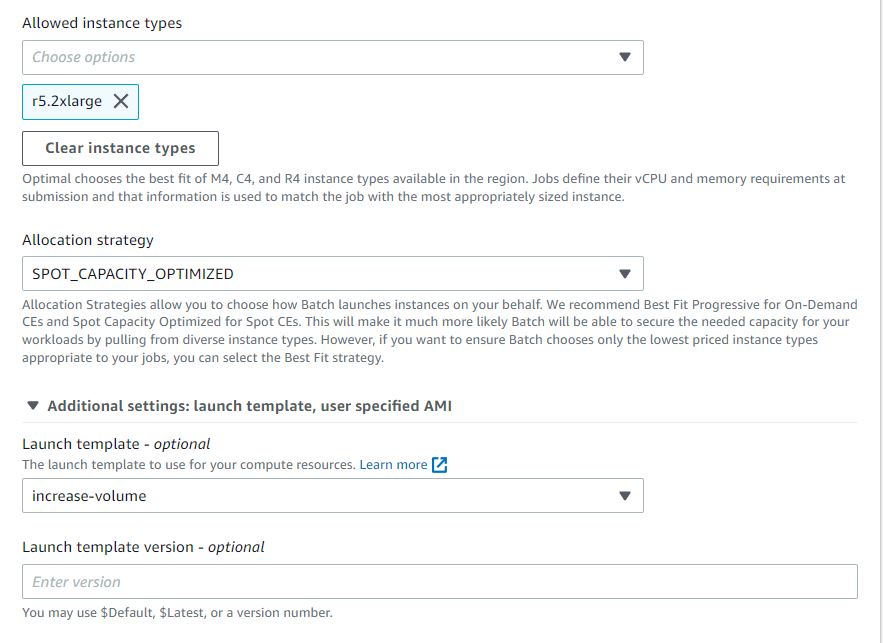 Allowed instance types
Choose options
r5.2xlarge
Clear instance types
Optimal chooses the best fit of M4, C4, and R4 instance types available in the region. Jobs define their vCPU and memory requirements at
submission and that information is used to match the job with the most appropriately sized instance.
Allocation strategy
SPOT_CAPACITY_OPTIMIZED
Allocation Strategies allow you to choose how Batch launches instances on your behalf. We recommend Best Fit Progressive for On-Demand
CEs and Spot Capacity Optimized for Spot CEs. This will make it much more likely Batch will be able to secure the needed capacity for your
workloads by pulling from diverse instance types. However, if you want to ensure Batch chooses only the lowest priced instance types
appropriate to your jobs, you can select the Best Fit strategy.
Additional settings: launch template, user specified AMI
Launch template - optional
The launch template to use for your compute resources. Learn more
increase-volume
Launch template version - optional
Enter version
You may use $Default, $Latest, or a version number.